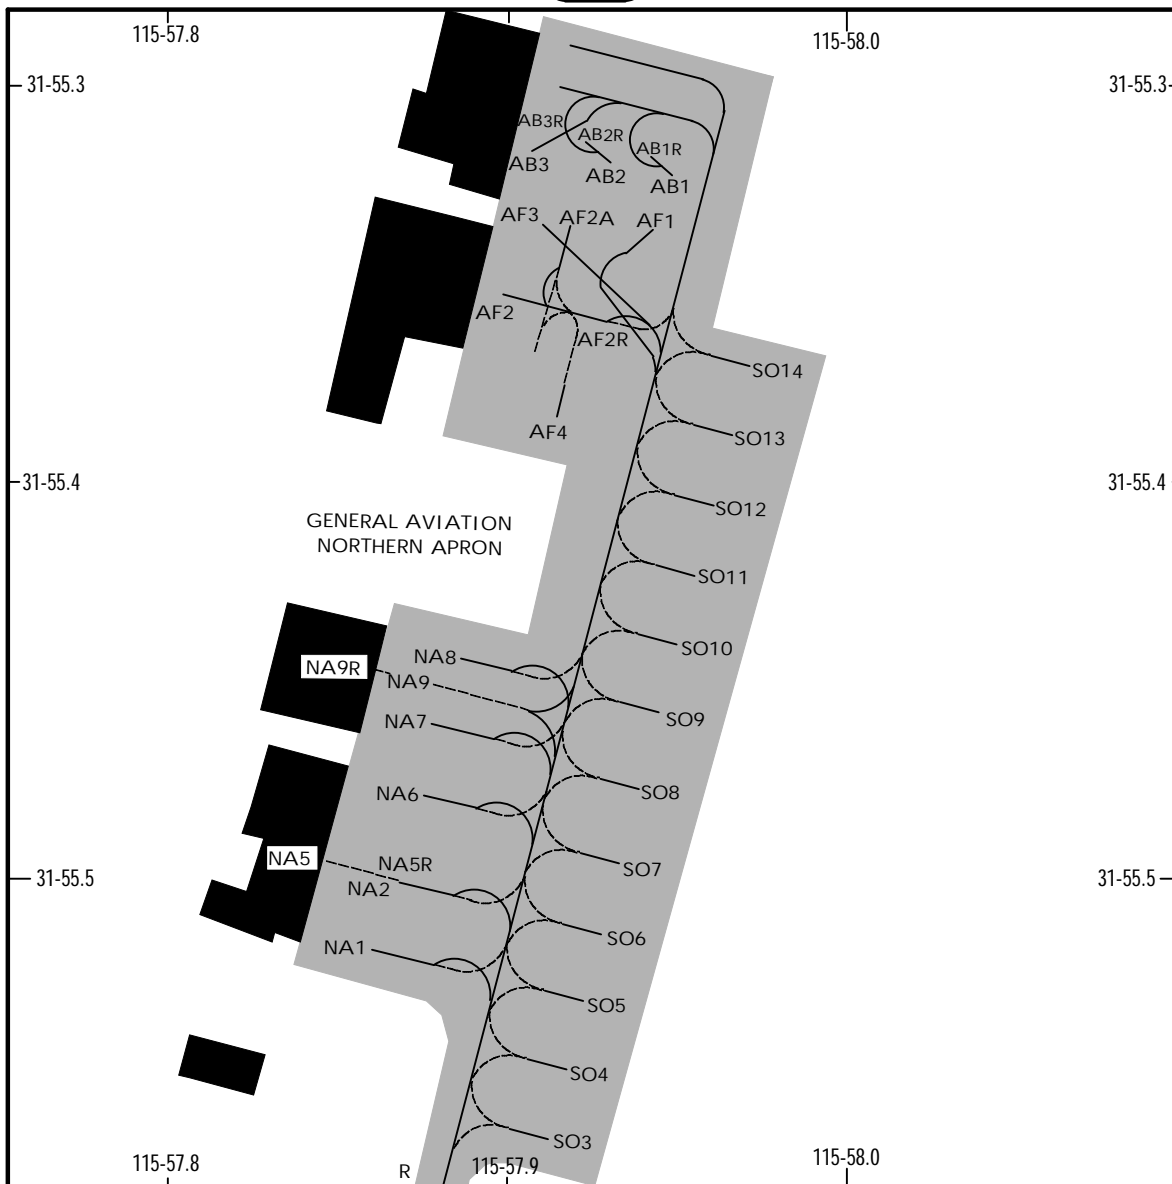 115-57.8
115-58.0
31-55.3
31-55.3
AB3R
AB2R
AB1R
AB3
AB2
AB1
AF3
AF2A
AF1
AF2
AF2R
SO14
AF4
SO13
31-55.4
31-55.4
SO12
GENERAL AVIATION
NORTHERN APRON
SO11
NA8
SO10
NA9R
NA9
NA7
SO9
NA6
SO8
NA5
NA5R
SO7
NA2
31-55.5
31-55.5
NA1
SO6
SO5
SO4
SO3
115-57.8
R
115-57.9
115-58.0